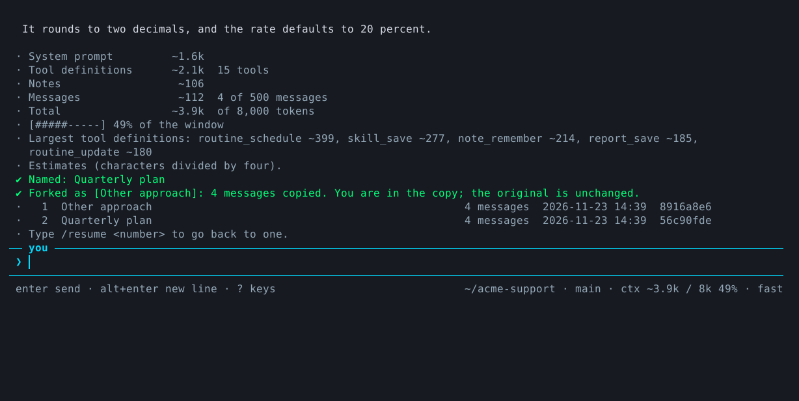 It rounds to two decimals, and the rate defaults to 20 percent.
· System prompt ~1.6k
· Tool definitions ~2.1k 15 tools
· Notes ~106
· Messages ~112 4 of 500 messages
· Total ~3.9k of 8,000 tokens
· [#####-----] 49% of the window
· Largest tool definitions: routine_schedule ~399, skill_save ~277, note_remember ~214, report_save ~185,
routine_update ~180
· Estimates (characters divided by four).
✔ Named: Quarterly plan
✔ Forked as [Other approach]: 4 messages copied. You are in the copy; the original is unchanged.
· 1 Other approach 4 messages 2026-11-23 14:39 8916a8e6
· 2 Quarterly plan 4 messages 2026-11-23 14:39 56c90fde
· Type /resume <number> to go back to one.
you
❯
enter send · alt+enter new line · ? keys ~/acme-support · main · ctx ~3.9k / 8k 49% · fast